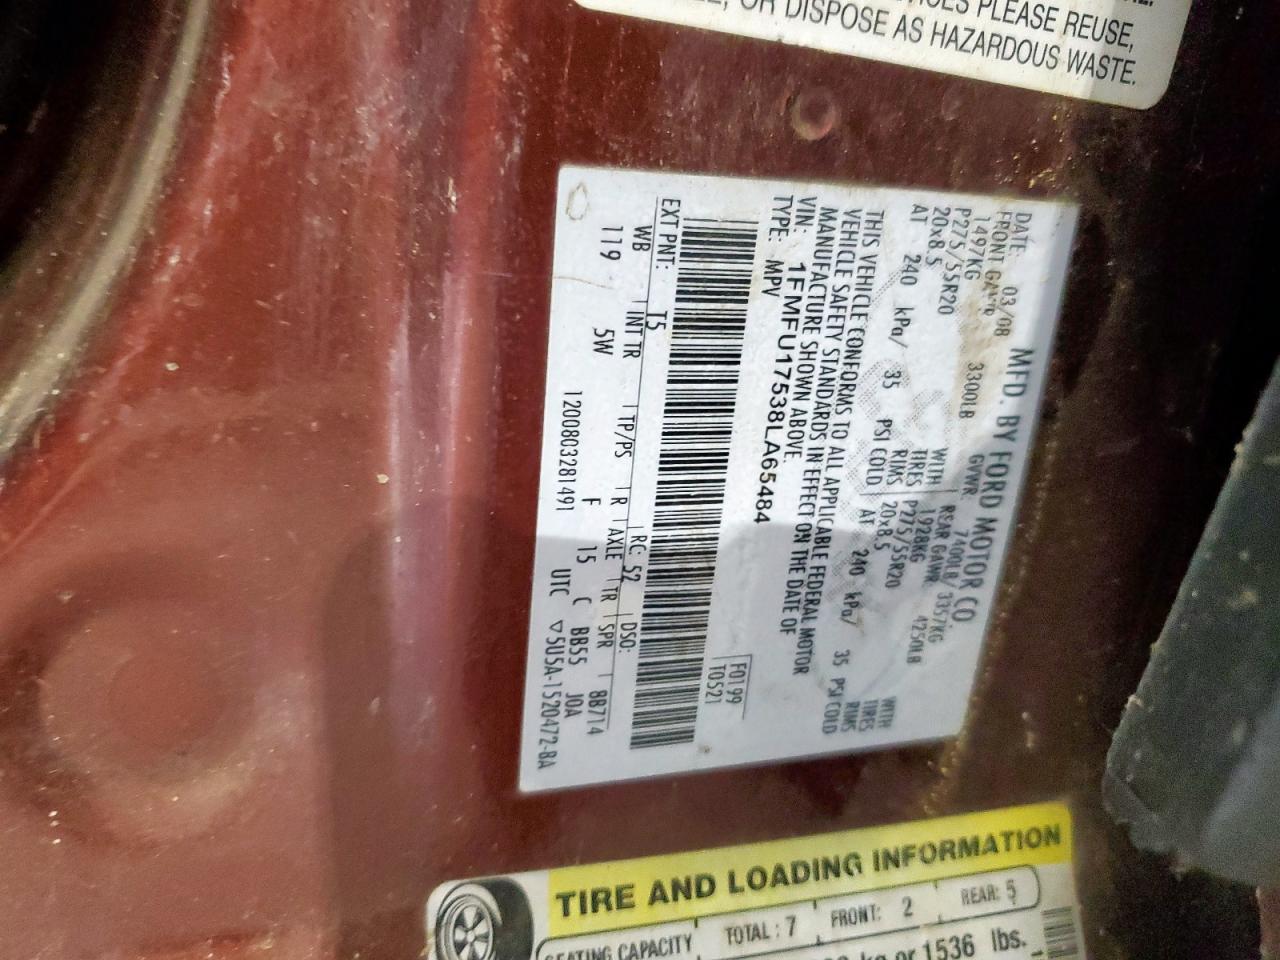 PLEASE REUSE,
OR DISPOSE AS HAZARDOUS WASTE.
MFD. BY FORD MOTOR CO.
DATE: 03/08 GVWR: 7400LB/ 3357KG
FRONT GAWR: 3300LB REAR GAWR: 4250LB
1497KG WITH 1928KG WITH
P275/55R20 TIRES P275/55R20 TIRES
20x8.5 RIMS 20x8.5 RIMS
AT 240 kPa/ 35 PSI COLD AT 240 kPa/ 35 PSI COLD
THIS VEHICLE CONFORMS TO ALL APPLICABLE FEDERAL MOTOR
VEHICLE SAFETY STANDARDS IN EFFECT ON THE DATE OF
MANUFACTURE SHOWN ABOVE.
VIN: 1FMFU17538LA65484
TYPE: MPV
F0199
T0521
EXT PNT: T5 RC: 52 DSO:
WB INT TR TP/PS R AXLE TR SPR 8B714
119 5W F 15 C BB55 JOA
1200803281491 UTC ▽5U5A-1520472-BA
TIRE AND LOADING INFORMATION
SEATING CAPACITY TOTAL : 7 FRONT: 2 REAR: 5
kg or 1536 lbs.